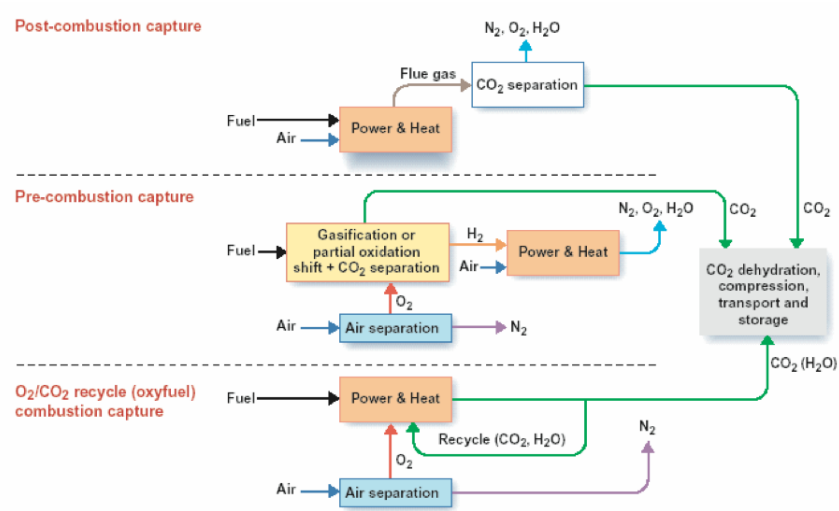 Post-combustion capture
N₂, O₂, H₂O
Flue gas
CO₂ separation
Fuel
Air
Power & Heat
Pre-combustion capture
N₂, O₂, H₂O
CO₂
CO₂
Gasification or
partial oxidation
shift + CO₂ separation
H₂
Fuel
Air
Power & Heat
CO₂ dehydration,
compression,
transport and
storage
O₂
Air
Air separation
N₂
CO₂ (H₂O)
O₂/CO₂ recycle (oxyfuel)
combustion capture
Fuel
Power & Heat
Recycle (CO₂, H₂O)
N₂
O₂
Air
Air separation